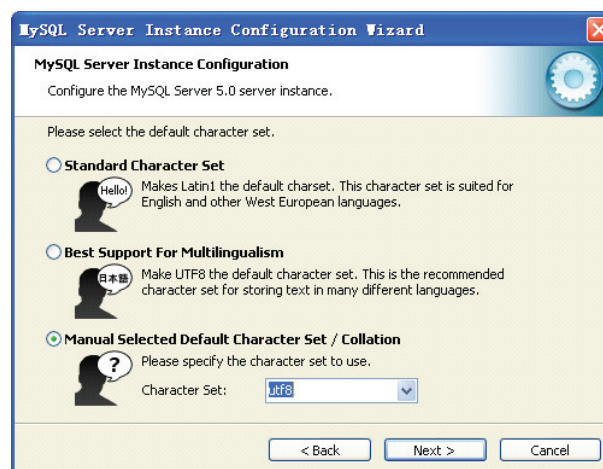 MySQL Server Instance Configuration Wizard
MySQL Server Instance Configuration
Configure the MySQL Server 5.0 server instance.
Please select the default character set.
Standard Character Set
Hello!
Makes Latin1 the default charset. This character set is suited for
English and other West European languages.
Best Support For Multilingualism
日本語
Make UTF8 the default character set. This is the recommended
character set for storing text in many different languages.
Manual Selected Default Character Set / Collation
?
Please specify the character set to use.
Character Set: utf8
< Back Next > Cancel